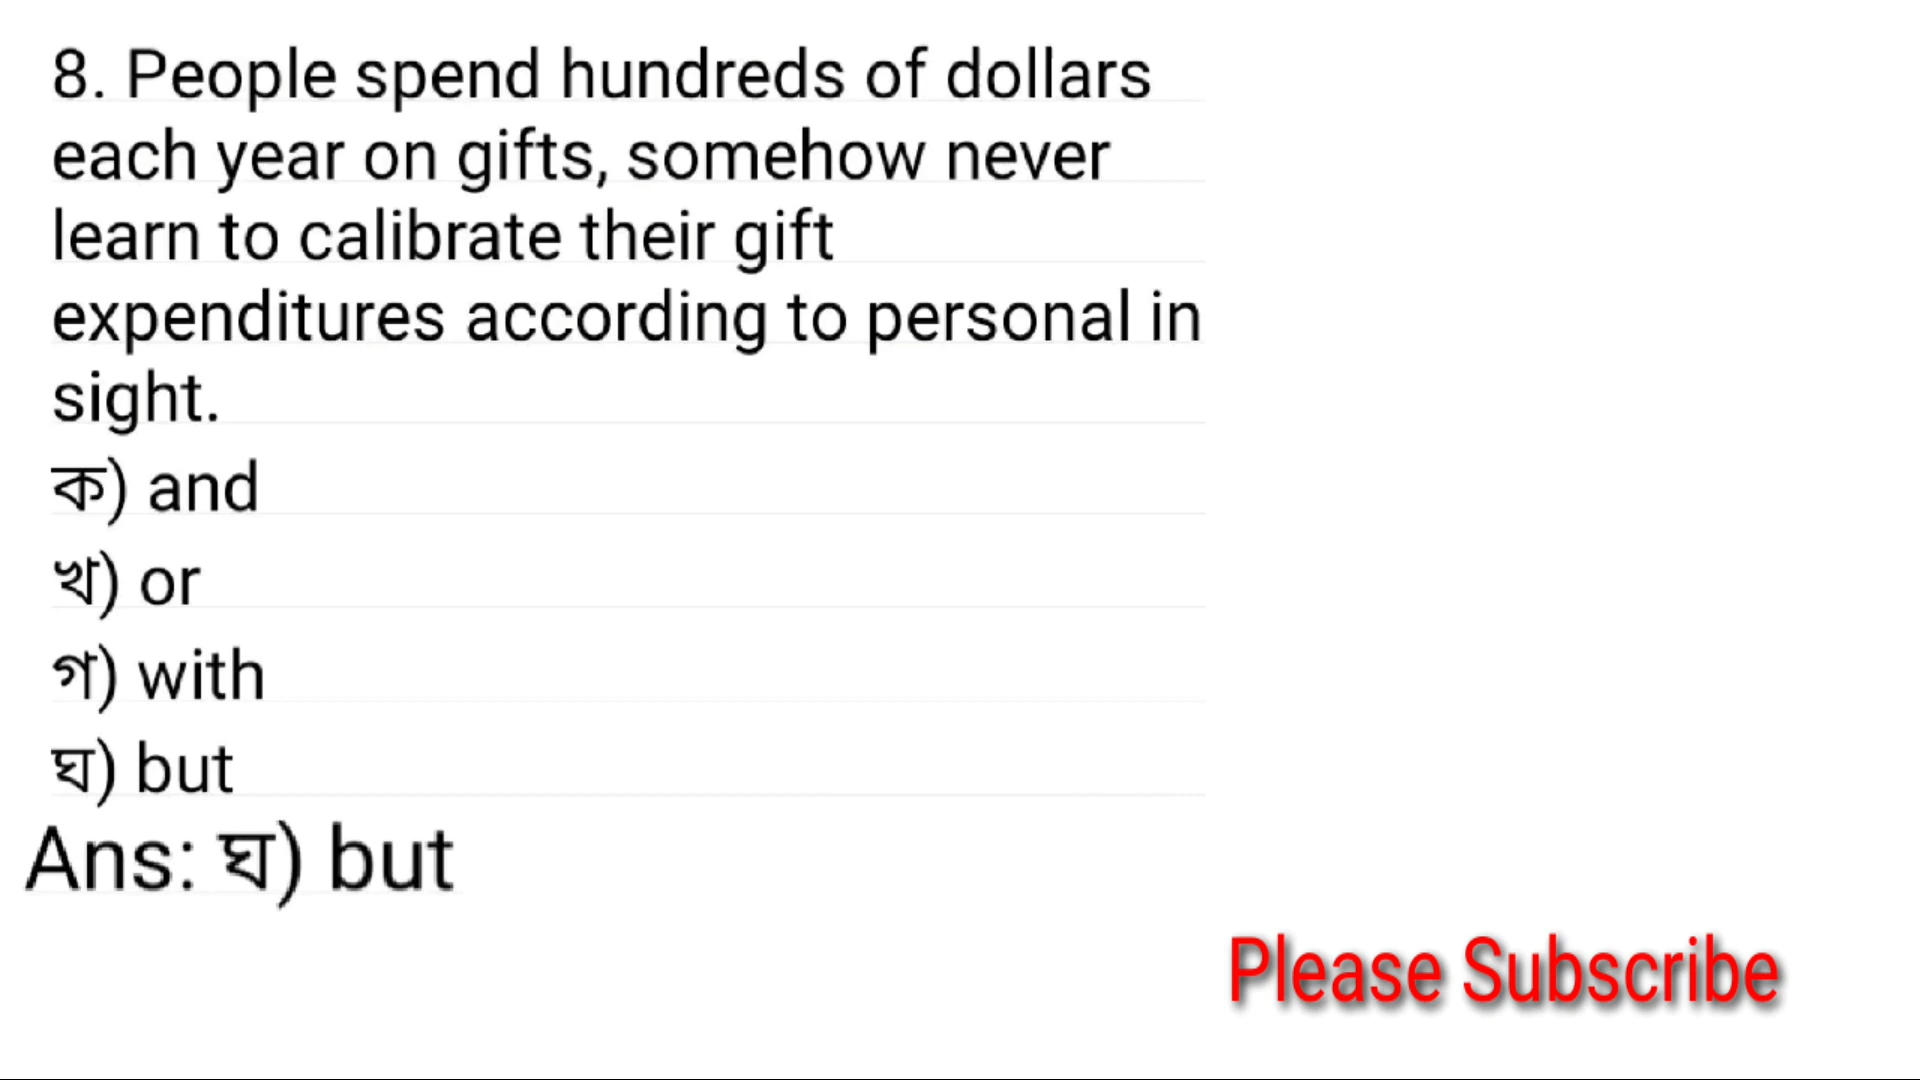 8. People spend hundreds of dollars
each year on gifts, somehow never
learn to calibrate their gift
expenditures according to personal in
sight.
ক) and
খ) or
গ) with
ঘ) but
Ans: ঘ) but
Please Subscribe